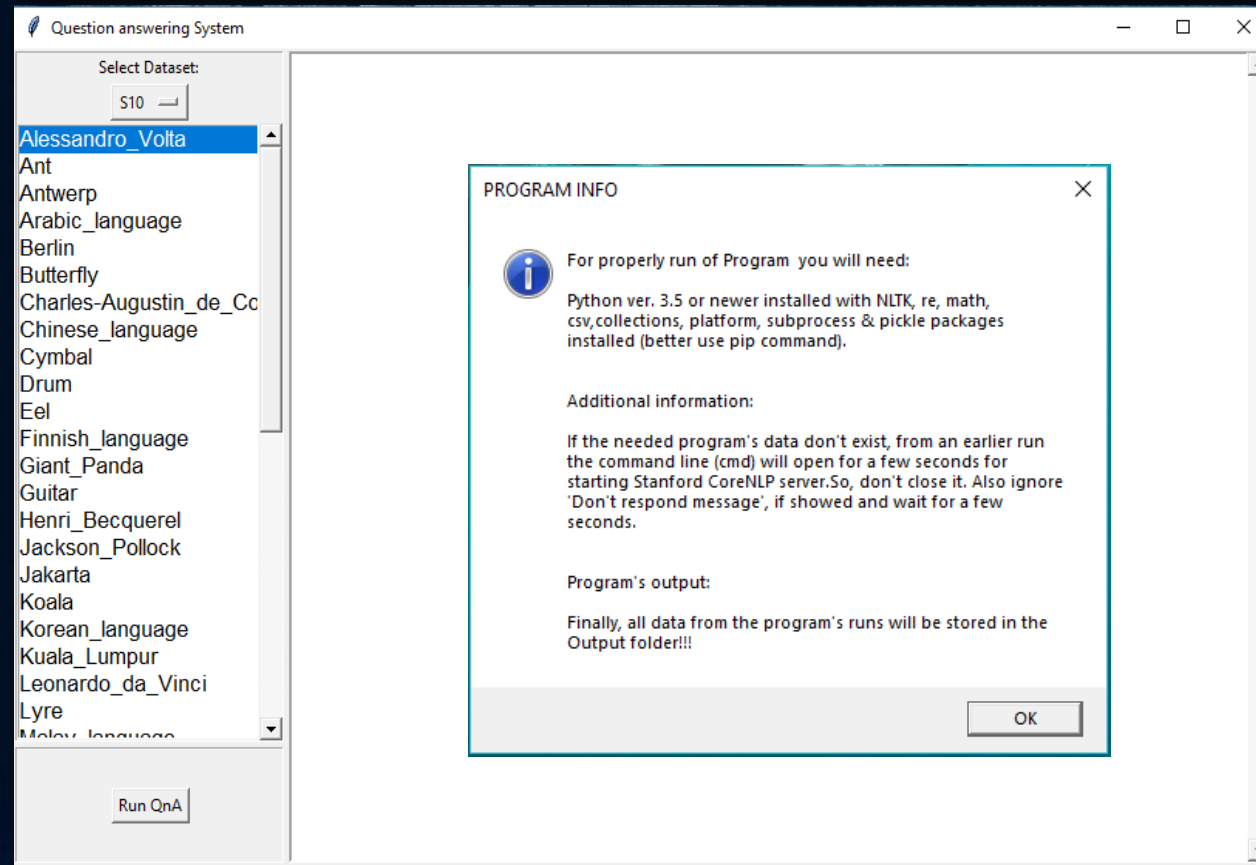 Question answering System
Select Dataset:
S10
Alessandro_Volta
Ant
Antwerp
Arabic_language
Berlin
Butterfly
Charles-Augustin_de_Co
Chinese_language
Cymbal
Drum
Eel
Finnish_language
Giant_Panda
Guitar
Henri_Becquerel
Jackson_Pollock
Jakarta
Koala
Korean_language
Kuala_Lumpur
Leonardo_da_Vinci
Lyre
Run QnA
PROGRAM INFO
For properly run of Program  you will need:
Python ver. 3.5 or newer installed with NLTK, re, math,
csv,collections, platform, subprocess & pickle packages
installed (better use pip command).
Additional information:
If the needed program's data don't exist, from an earlier run
the command line (cmd) will open for a few seconds for
starting Stanford CoreNLP server.So, don't close it. Also ignore
'Don't respond message', if showed and wait for a few
seconds.
Program's output:
Finally, all data from the program's runs will be stored in the
Output folder!!!
OK